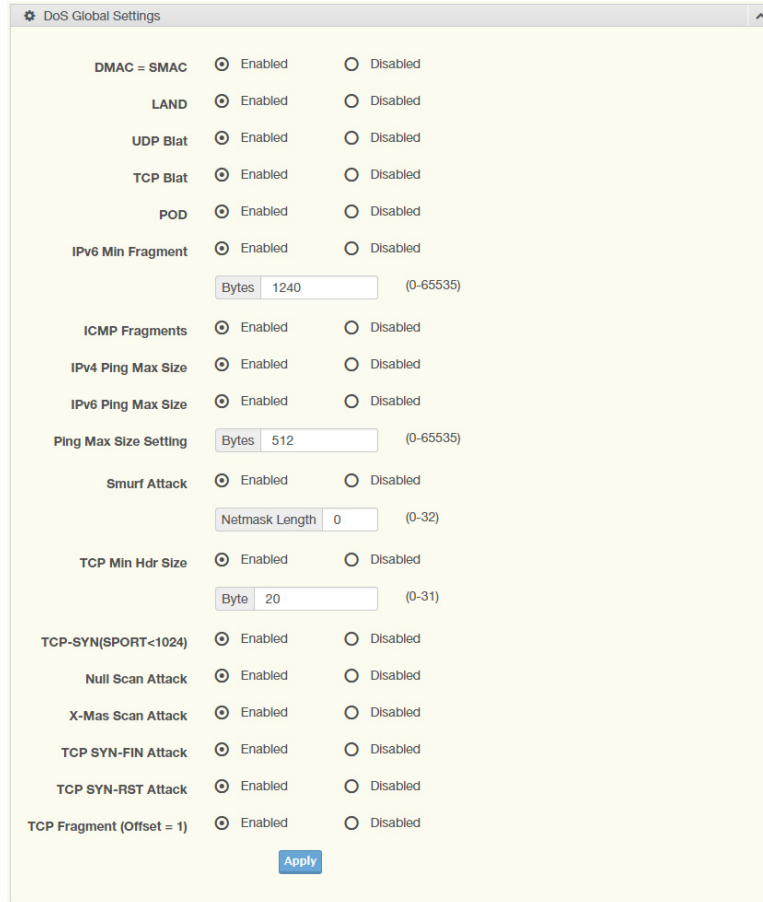 DoS Global Settings
DMAC = SMAC Enabled Disabled
LAND Enabled Disabled
UDP Blat Enabled Disabled
TCP Blat Enabled Disabled
POD Enabled Disabled
IPv6 Min Fragment Enabled Disabled
Bytes 1240 (0-65535)
ICMP Fragments Enabled Disabled
IPv4 Ping Max Size Enabled Disabled
IPv6 Ping Max Size Enabled Disabled
Ping Max Size Setting Bytes 512 (0-65535)
Smurf Attack Enabled Disabled
Netmask Length 0 (0-32)
TCP Min Hdr Size Enabled Disabled
Byte 20 (0-31)
TCP-SYN(SPORT<1024) Enabled Disabled
Null Scan Attack Enabled Disabled
X-Mas Scan Attack Enabled Disabled
TCP SYN-FIN Attack Enabled Disabled
TCP SYN-RST Attack Enabled Disabled
TCP Fragment (Offset = 1) Enabled Disabled
Apply